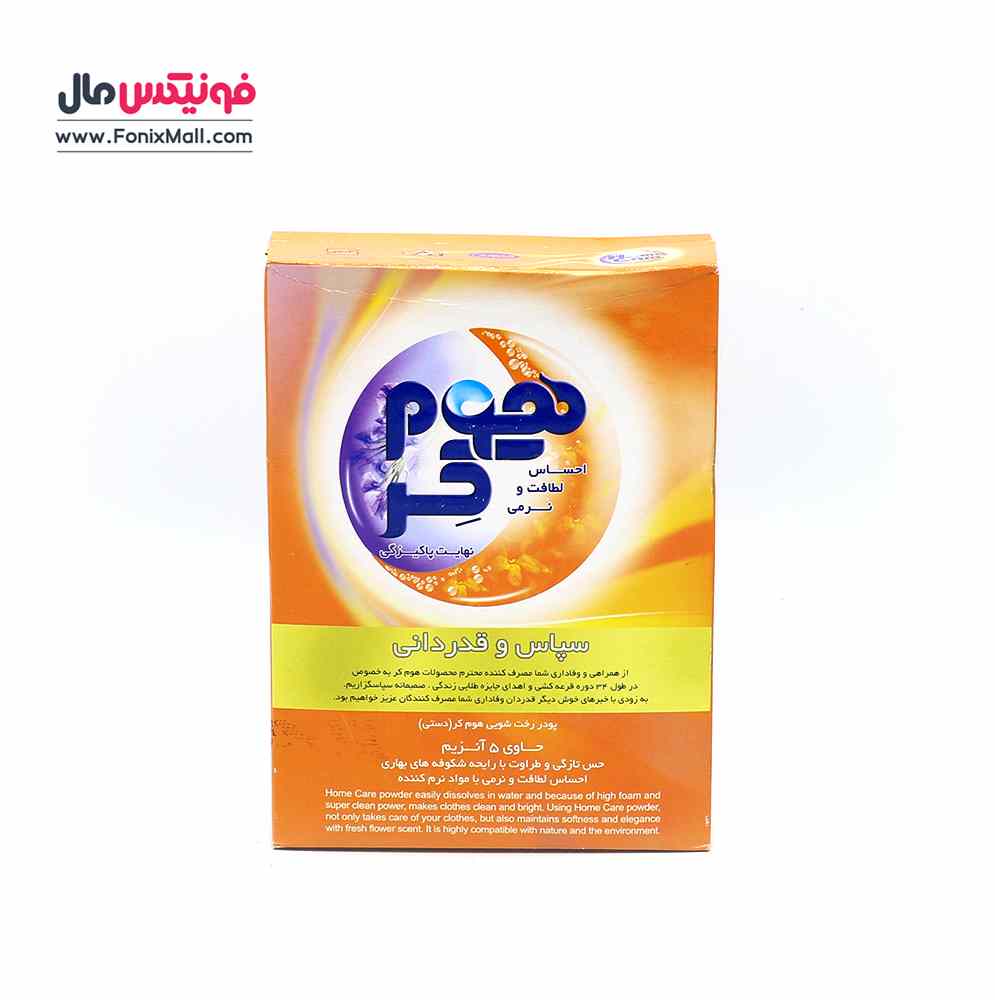 فونیکس مال
www.FonixMall.com
هوم
کر
احساس
لطافت و
نرمی
نهایت پاکیزگی
سپاس و قدردانی
از همراهی و وفاداری شما مصرف کننده محترم محصولات هوم کر به خصوص،
در طول ۳۴ دوره قرعه کشی و اهدای جایزه طلایی زندگی ، صمیمانه سپاسگزاریم.
به زودی با خبرهای خوش دیگر قدردان وفاداری شما مصرف کنندگان عزیز خواهیم بود.
پودر رخت شویی هوم کر(دستی)
حاوی ۵ آنزیم
حس تازگی و طراوت با رایحه شکوفه های بهاری
احساس لطافت و نرمی با مواد نرم کننده
Home Care powder easily dissolves in water and because of high foam and
super clean power, makes clothes clean and bright. Using Home Care powder,
not only takes care of your clothes, but also maintains softness and elegance
with fresh flower scent. It is highly compatible with nature and the environment.